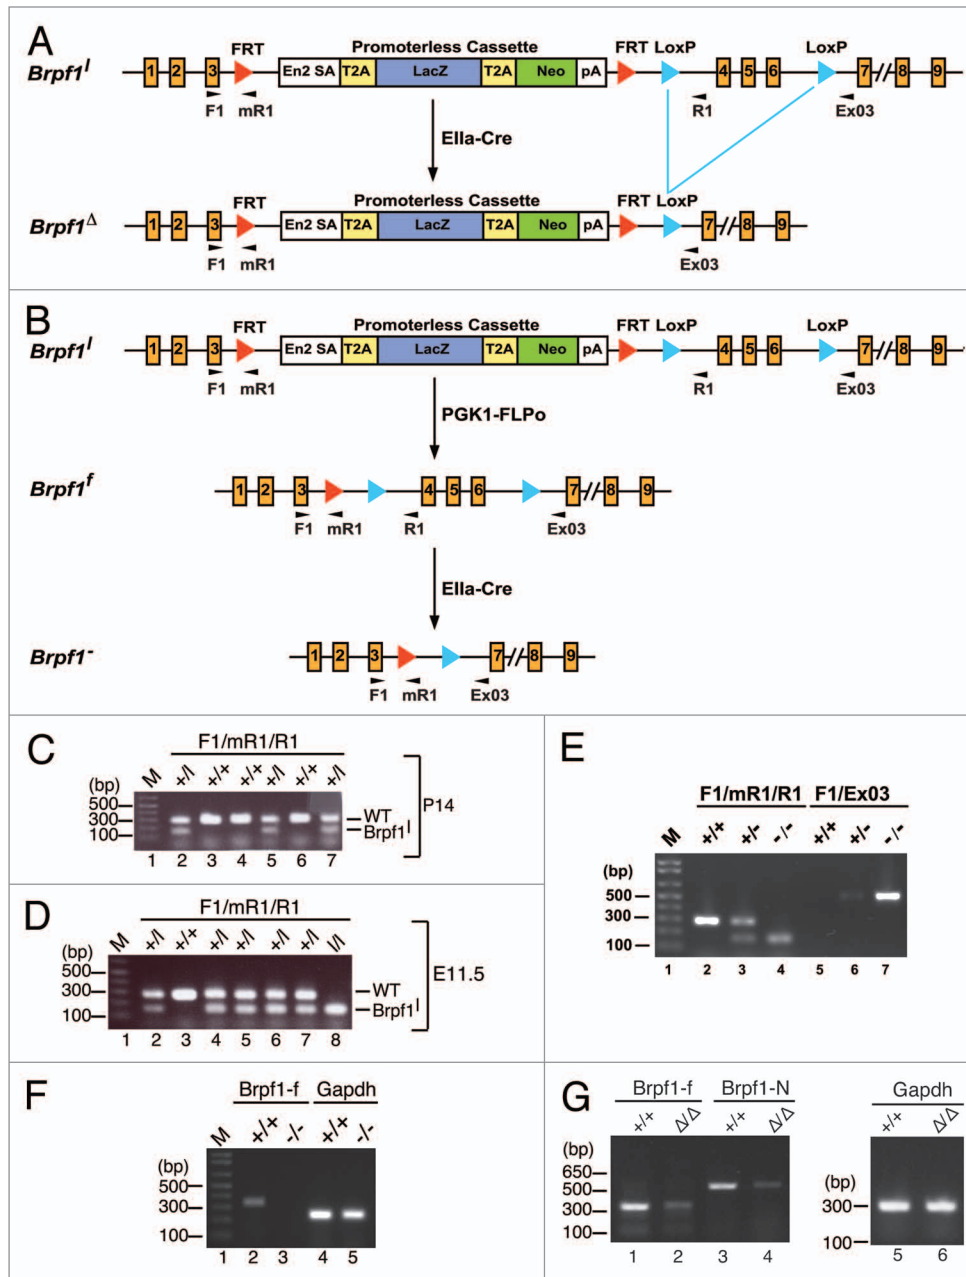 A
FRT Promoterless Cassette FRT LoxP LoxP
Brpf1l 1 2 3 En2 SA T2A LacZ T2A Neo pA 4 5 6 7 8 9
F1 mR1 R1 Ex03
EIIa-Cre
FRT Promoterless Cassette FRT LoxP
Brpf1Δ 1 2 3 En2 SA T2A LacZ T2A Neo pA 7 8 9
F1 mR1 Ex03
B
FRT Promoterless Cassette FRT LoxP LoxP
Brpf1l 1 2 3 En2 SA T2A LacZ T2A Neo pA 4 5 6 7 8 9
F1 mR1 R1 Ex03
PGK1-FLPo
Brpf1f 1 2 3 4 5 6 7 8 9
F1 mR1 R1 Ex03
EIIa-Cre
Brpf1- 1 2 3 7 8 9
F1 mR1 Ex03
C
F1/mR1/R1
(bp) M +/l +/+ +/+ +/l +/+ +/l
500
300 WT
100 Brpf1l
P14
1 2 3 4 5 6 7
D
F1/mR1/R1
(bp) M +/l +/+ +/l +/l +/l +/l l/l
500
300 WT
100 Brpf1l
E11.5
1 2 3 4 5 6 7 8
E
F1/mR1/R1 F1/Ex03
M +/+ +/- -/- +/+ +/- -/-
(bp)
500
300
100
1 2 3 4 5 6 7
F
Brpf1-f Gapdh
M +/+ -/- +/+ -/-
(bp)
500
300
100
1 2 3 4 5
G
Brpf1-f Brpf1-N Gapdh
+/+ Δ/Δ +/+ Δ/Δ +/+ Δ/Δ
(bp)
650
500
300
100
1 2 3 4
(bp)
300
100
5 6